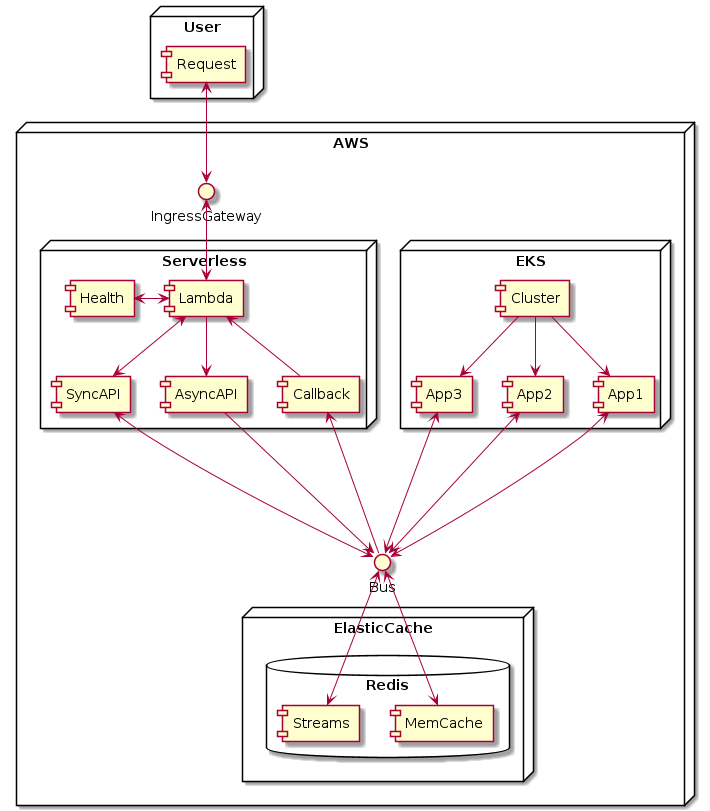 User
Request
AWS
IngressGateway
Serverless
EKS
Health
Lambda
Cluster
SyncAPI
AsyncAPI
Callback
App3
App2
App1
Bus
ElasticCache
Redis
Streams
MemCache